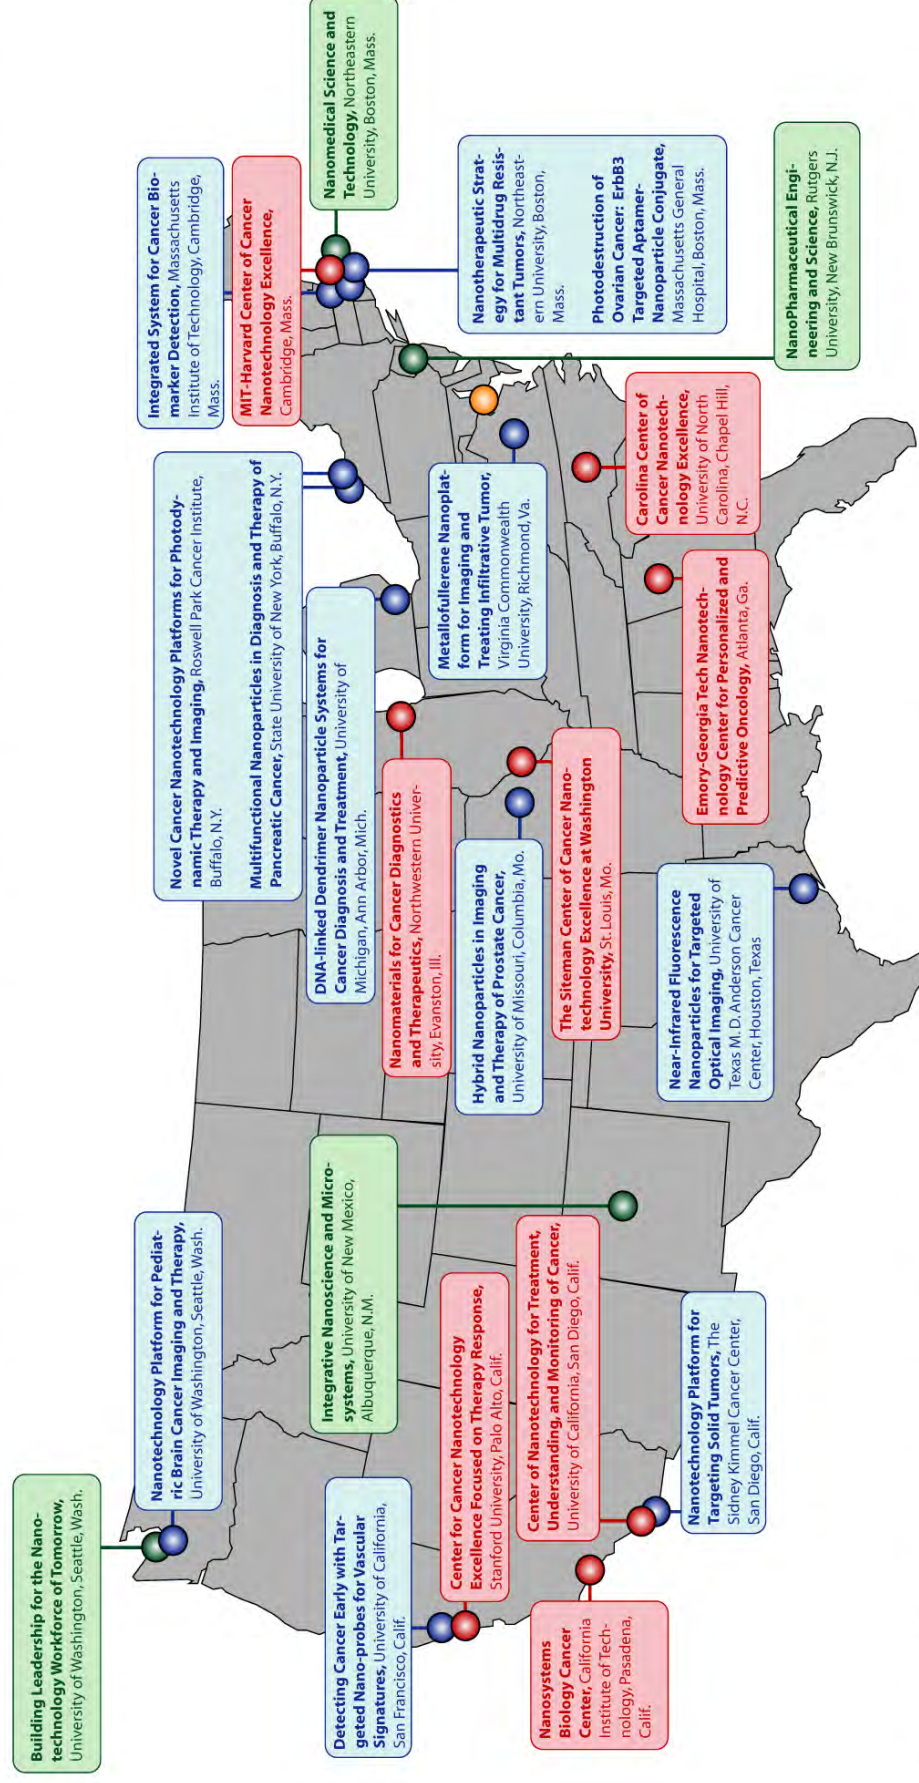 Building Leadership for the Nano-
technology Workforce of Tomorrow,
University of Washington, Seattle, Wash.
Nanotechnology Platform for Pediat-
ric Brain Cancer Imaging and Therapy,
University of Washington, Seattle, Wash.
Detecting Cancer Early with Tar-
geted Nano-probes for Vascular
Signatures, University of California,
San Francisco, Calif.
Center for Cancer Nanotechnology
Excellence Focused on Therapy Response,
Stanford University, Palo Alto, Calif.
Nanosystems
Biology Cancer
Center, California
Institute of Tech-
nology, Pasadena,
Calif.
Center of Nanotechnology for Treatment,
Understanding, and Monitoring of Cancer,
University of California, San Diego, Calif.
Nanotechnology Platform for
Targeting Solid Tumors, The
Sidney Kimmel Cancer Center,
San Diego, Calif.
Integrative Nanoscience and Micro-
systems, University of New Mexico,
Albuquerque, N.M.
Novel Cancer Nanotechnology Platforms for Photody-
namic Therapy and Imaging, Roswell Park Cancer Institute,
Buffalo, N.Y.
Multifunctional Nanoparticles in Diagnosis and Therapy of
Pancreatic Cancer, State University of New York, Buffalo, N.Y.
DNA-linked Dendrimer Nanoparticle Systems for
Cancer Diagnosis and Treatment, University of
Michigan, Ann Arbor, Mich.
Nanomaterials for Cancer Diagnostics
and Therapeutics, Northwestern Univer-
sity, Evanston, Ill.
Hybrid Nanoparticles in Imaging
and Therapy of Prostate Cancer,
University of Missouri, Columbia, Mo.
The Siteman Center of Cancer Nano-
technology Excellence at Washington
University, St. Louis, Mo.
Near-Infrared Fluorescence
Nanoparticles for Targeted
Optical Imaging, University of
Texas M. D. Anderson Cancer
Center, Houston, Texas
Metallofullerene Nanoplat-
form for Imaging and
Treating Infiltrative Tumor,
Virginia Commonwealth
University, Richmond, Va.
Emory-Georgia Tech Nanotech-
nology Center for Personalized and
Predictive Oncology, Atlanta, Ga.
Carolina Center of
Cancer Nanotech-
nology Excellence,
University of North
Carolina, Chapel Hill,
N.C.
Integrated System for Cancer Bio-
marker Detection, Massachusetts
Institute of Technology, Cambridge,
Mass.
MIT-Harvard Center of Cancer
Nanotechnology Excellence,
Cambridge, Mass.
Nanomedical Science and
Technology, Northeastern
University, Boston, Mass.
Nanotherapeutic Strat-
egy for Multidrug Resis-
tant Tumors, Northeast-
ern University, Boston,
Mass.
Photodestruction of
Ovarian Cancer: ErbB3
Targeted Aptamer-
Nanoparticle Conjugate,
Massachusetts General
Hospital, Boston, Mass.
NanoPharmaceutical Engi-
neering and Science, Rutgers
University, New Brunswick, N.J.